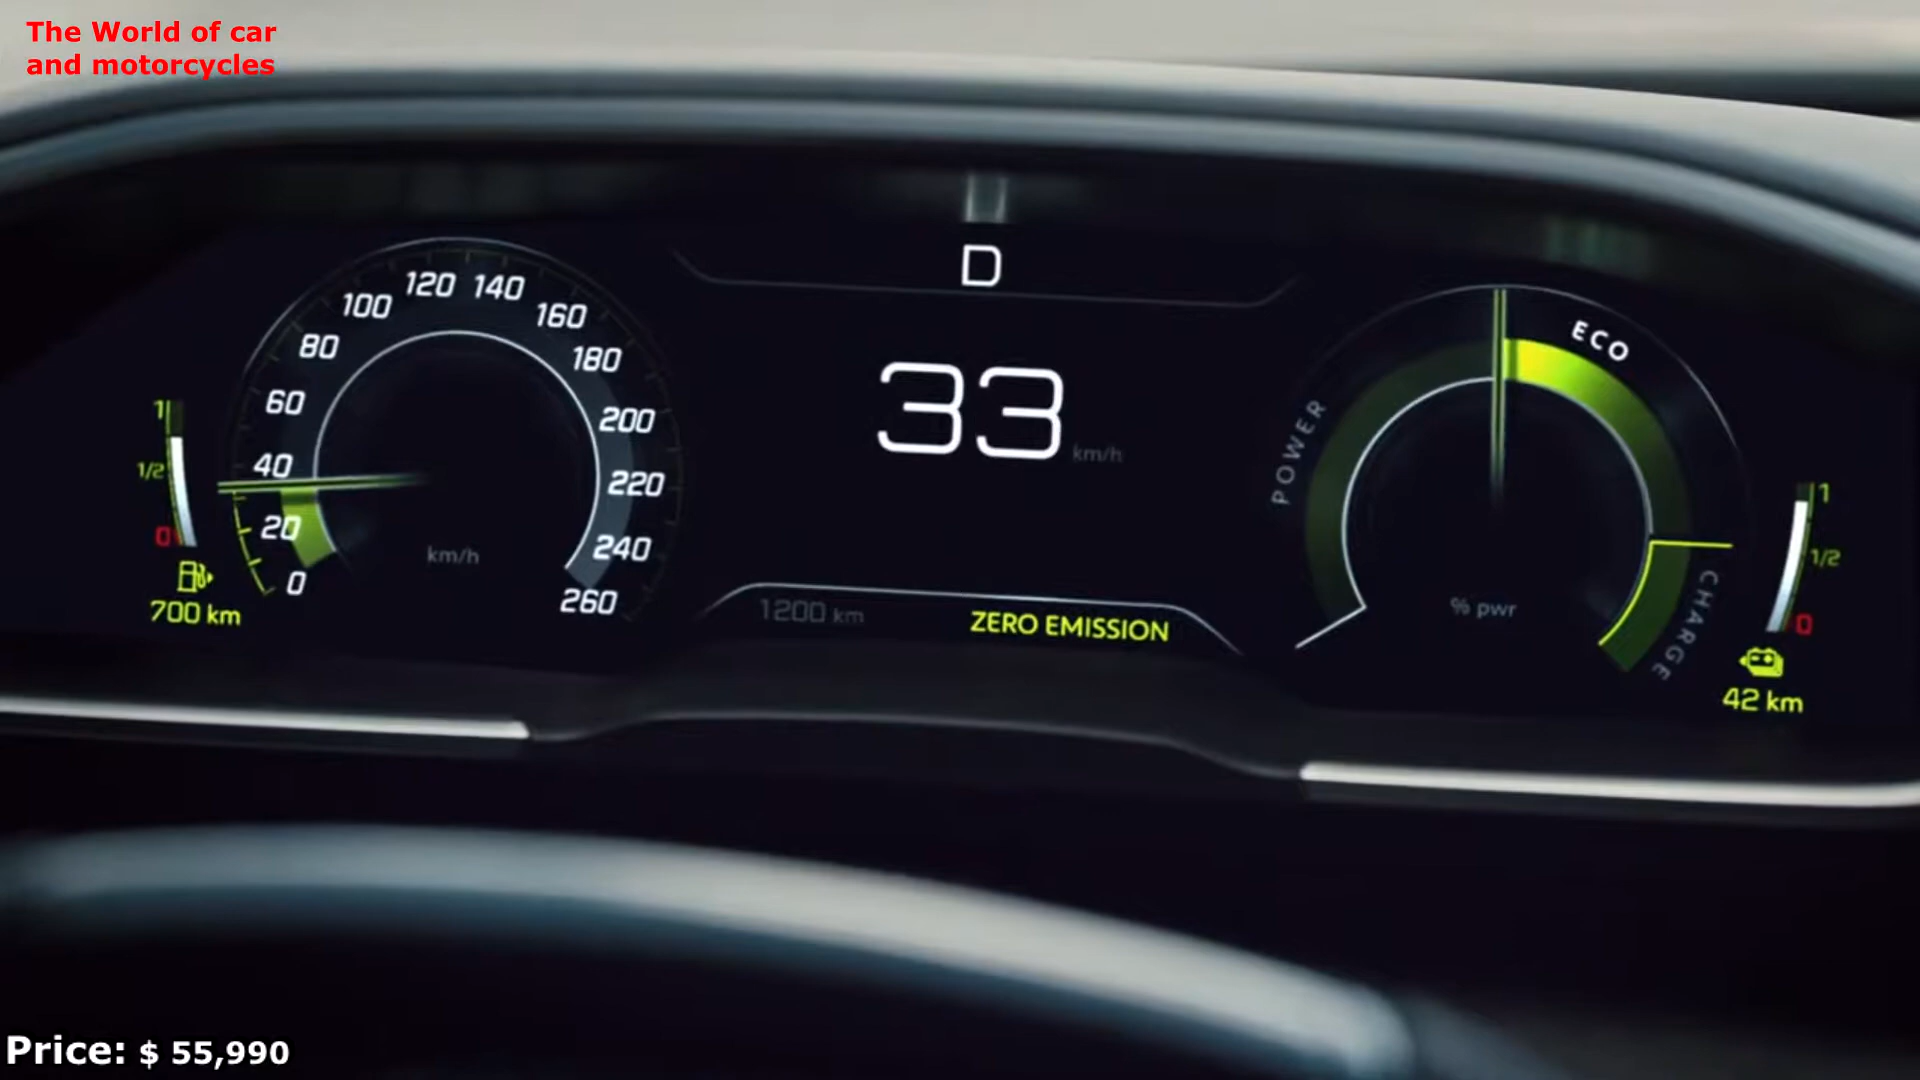 The World of car
and motorcycles
D
120 140
100 160
80 180
60 200
40 220
20 240
0 260
km/h
1
1/2
0
700 km
33 km/h
1200 km ZERO EMISSION
ECO
POWER
CHARGE
% pwr
1
1/2
0
42 km
Price: $ 55,990